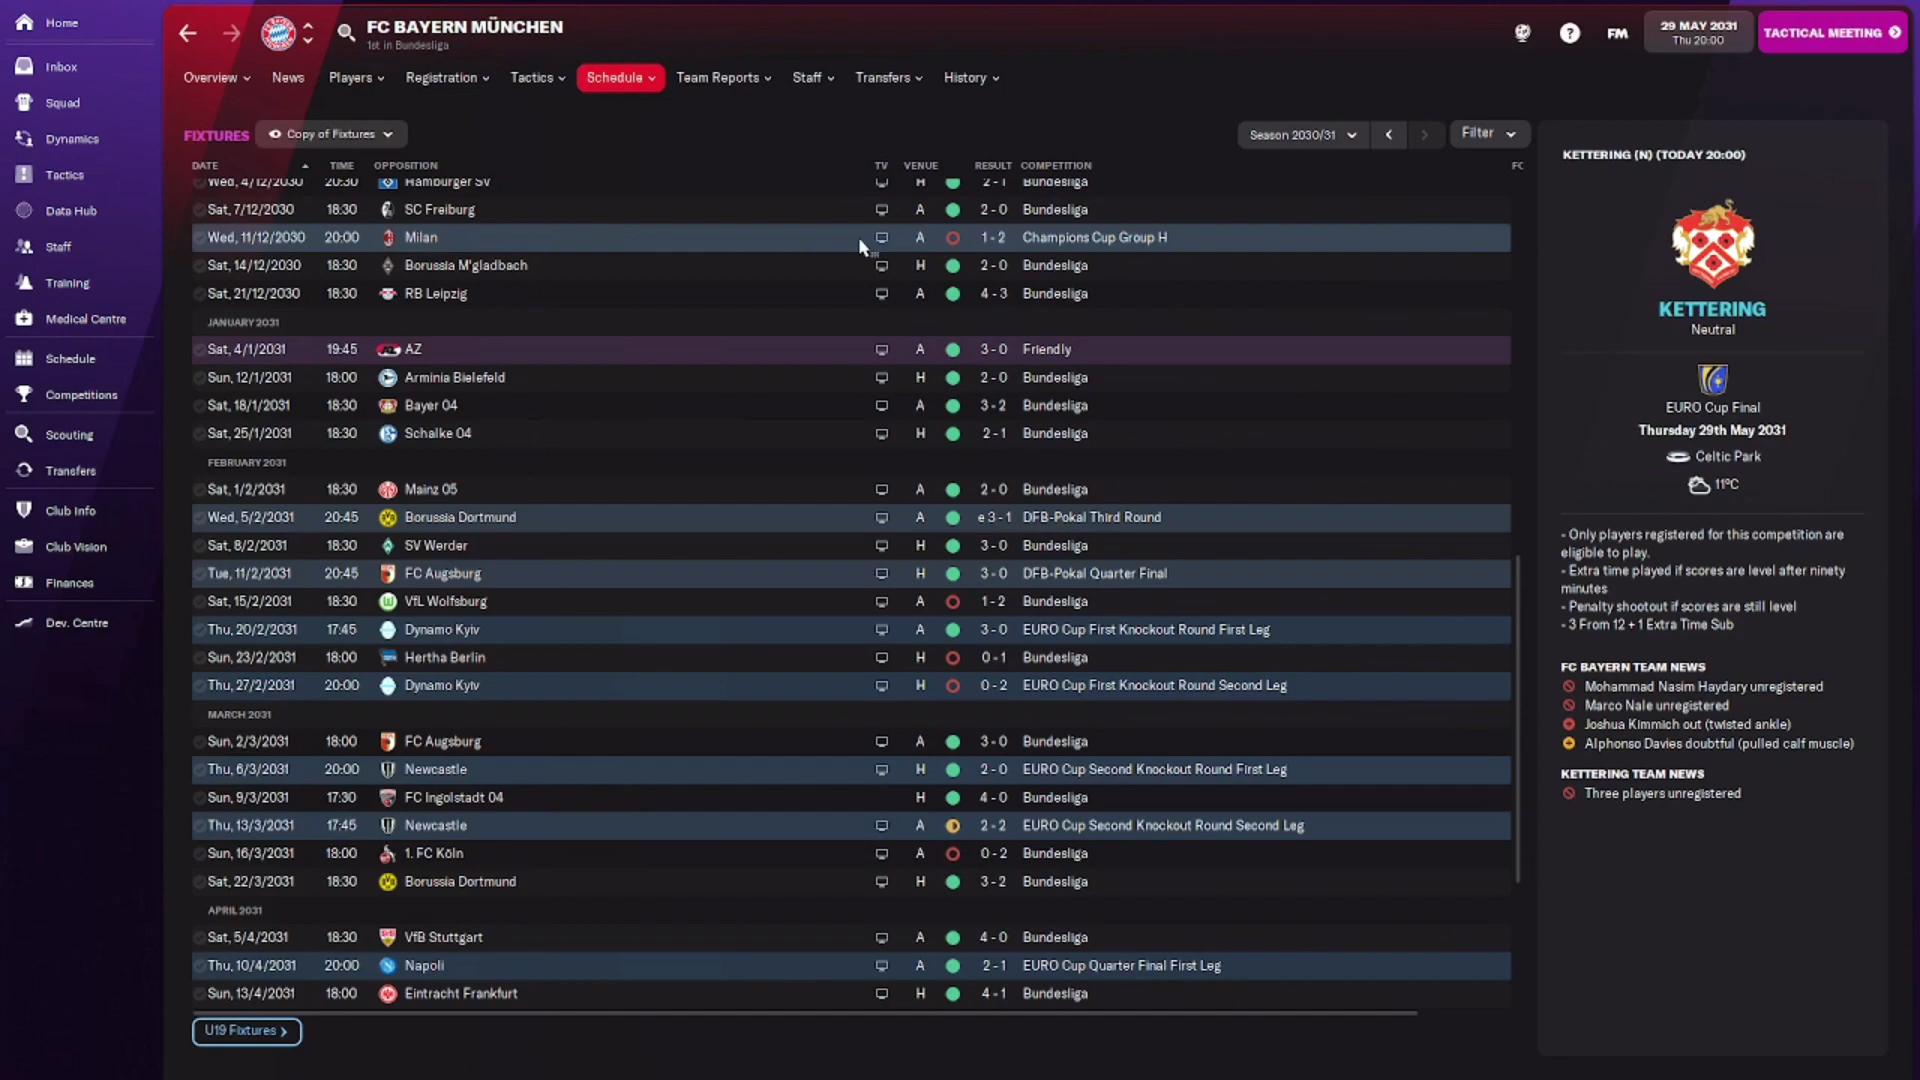 Home
Inbox
Squad
Dynamics
Tactics
Data Hub
Staff
Training
Medical Centre
Schedule
Competitions
Scouting
Transfers
Club Info
Club Vision
Finances
Dev. Centre
FC BAYERN MÜNCHEN
1st in Bundesliga
FM
29 MAY 2031
Thu 20:00
TACTICAL MEETING
Overview News Players Registration Tactics Schedule Team Reports Staff Transfers History
FIXTURES Copy of Fixtures Season 2030/31 Filter
DATE TIME OPPOSITION TV VENUE RESULT COMPETITION FC
Wed, 4/12/2030 20:30 Hamburger SV H 2 - 1 Bundesliga
Sat, 7/12/2030 18:30 SC Freiburg A 2 - 0 Bundesliga
Wed, 11/12/2030 20:00 Milan A 1 - 2 Champions Cup Group H
Sat, 14/12/2030 18:30 Borussia M'gladbach H 2 - 0 Bundesliga
Sat, 21/12/2030 18:30 RB Leipzig A 4 - 3 Bundesliga
JANUARY 2031
Sat, 4/1/2031 19:45 AZ A 3 - 0 Friendly
Sun, 12/1/2031 18:00 Arminia Bielefeld H 2 - 0 Bundesliga
Sat, 18/1/2031 18:30 Bayer 04 A 3 - 2 Bundesliga
Sat, 25/1/2031 18:30 Schalke 04 H 2 - 1 Bundesliga
FEBRUARY 2031
Sat, 1/2/2031 18:30 Mainz 05 A 2 - 0 Bundesliga
Wed, 5/2/2031 20:45 Borussia Dortmund A e 3 - 1 DFB-Pokal Third Round
Sat, 8/2/2031 18:30 SV Werder H 3 - 0 Bundesliga
Tue, 11/2/2031 20:45 FC Augsburg H 3 - 0 DFB-Pokal Quarter Final
Sat, 15/2/2031 18:30 VfL Wolfsburg A 1 - 2 Bundesliga
Thu, 20/2/2031 17:45 Dynamo Kyiv A 3 - 0 EURO Cup First Knockout Round First Leg
Sun, 23/2/2031 18:00 Hertha Berlin H 0 - 1 Bundesliga
Thu, 27/2/2031 20:00 Dynamo Kyiv H 0 - 2 EURO Cup First Knockout Round Second Leg
MARCH 2031
Sun, 2/3/2031 18:00 FC Augsburg A 3 - 0 Bundesliga
Thu, 6/3/2031 20:00 Newcastle H 2 - 0 EURO Cup Second Knockout Round First Leg
Sun, 9/3/2031 17:30 FC Ingolstadt 04 H 4 - 0 Bundesliga
Thu, 13/3/2031 17:45 Newcastle A 2 - 2 EURO Cup Second Knockout Round Second Leg
Sun, 16/3/2031 18:00 1. FC Köln A 0 - 2 Bundesliga
Sat, 22/3/2031 18:30 Borussia Dortmund H 3 - 2 Bundesliga
APRIL 2031
Sat, 5/4/2031 18:30 VfB Stuttgart A 4 - 0 Bundesliga
Thu, 10/4/2031 20:00 Napoli A 2 - 1 EURO Cup Quarter Final First Leg
Sun, 13/4/2031 18:00 Eintracht Frankfurt H 4 - 1 Bundesliga
U19 Fixtures
KETTERING (N) (TODAY 20:00)
KETTERING
Neutral
EURO Cup Final
Thursday 29th May 2031
Celtic Park
11°C
- Only players registered for this competition are
eligible to play.
- Extra time played if scores are level after ninety
minutes
- Penalty shootout if scores are still level
- 3 From 12 + 1 Extra Time Sub
FC BAYERN TEAM NEWS
Mohammad Nasim Haydary unregistered
Marco Nale unregistered
Joshua Kimmich out (twisted ankle)
Alphonso Davies doubtful (pulled calf muscle)
KETTERING TEAM NEWS
Three players unregistered